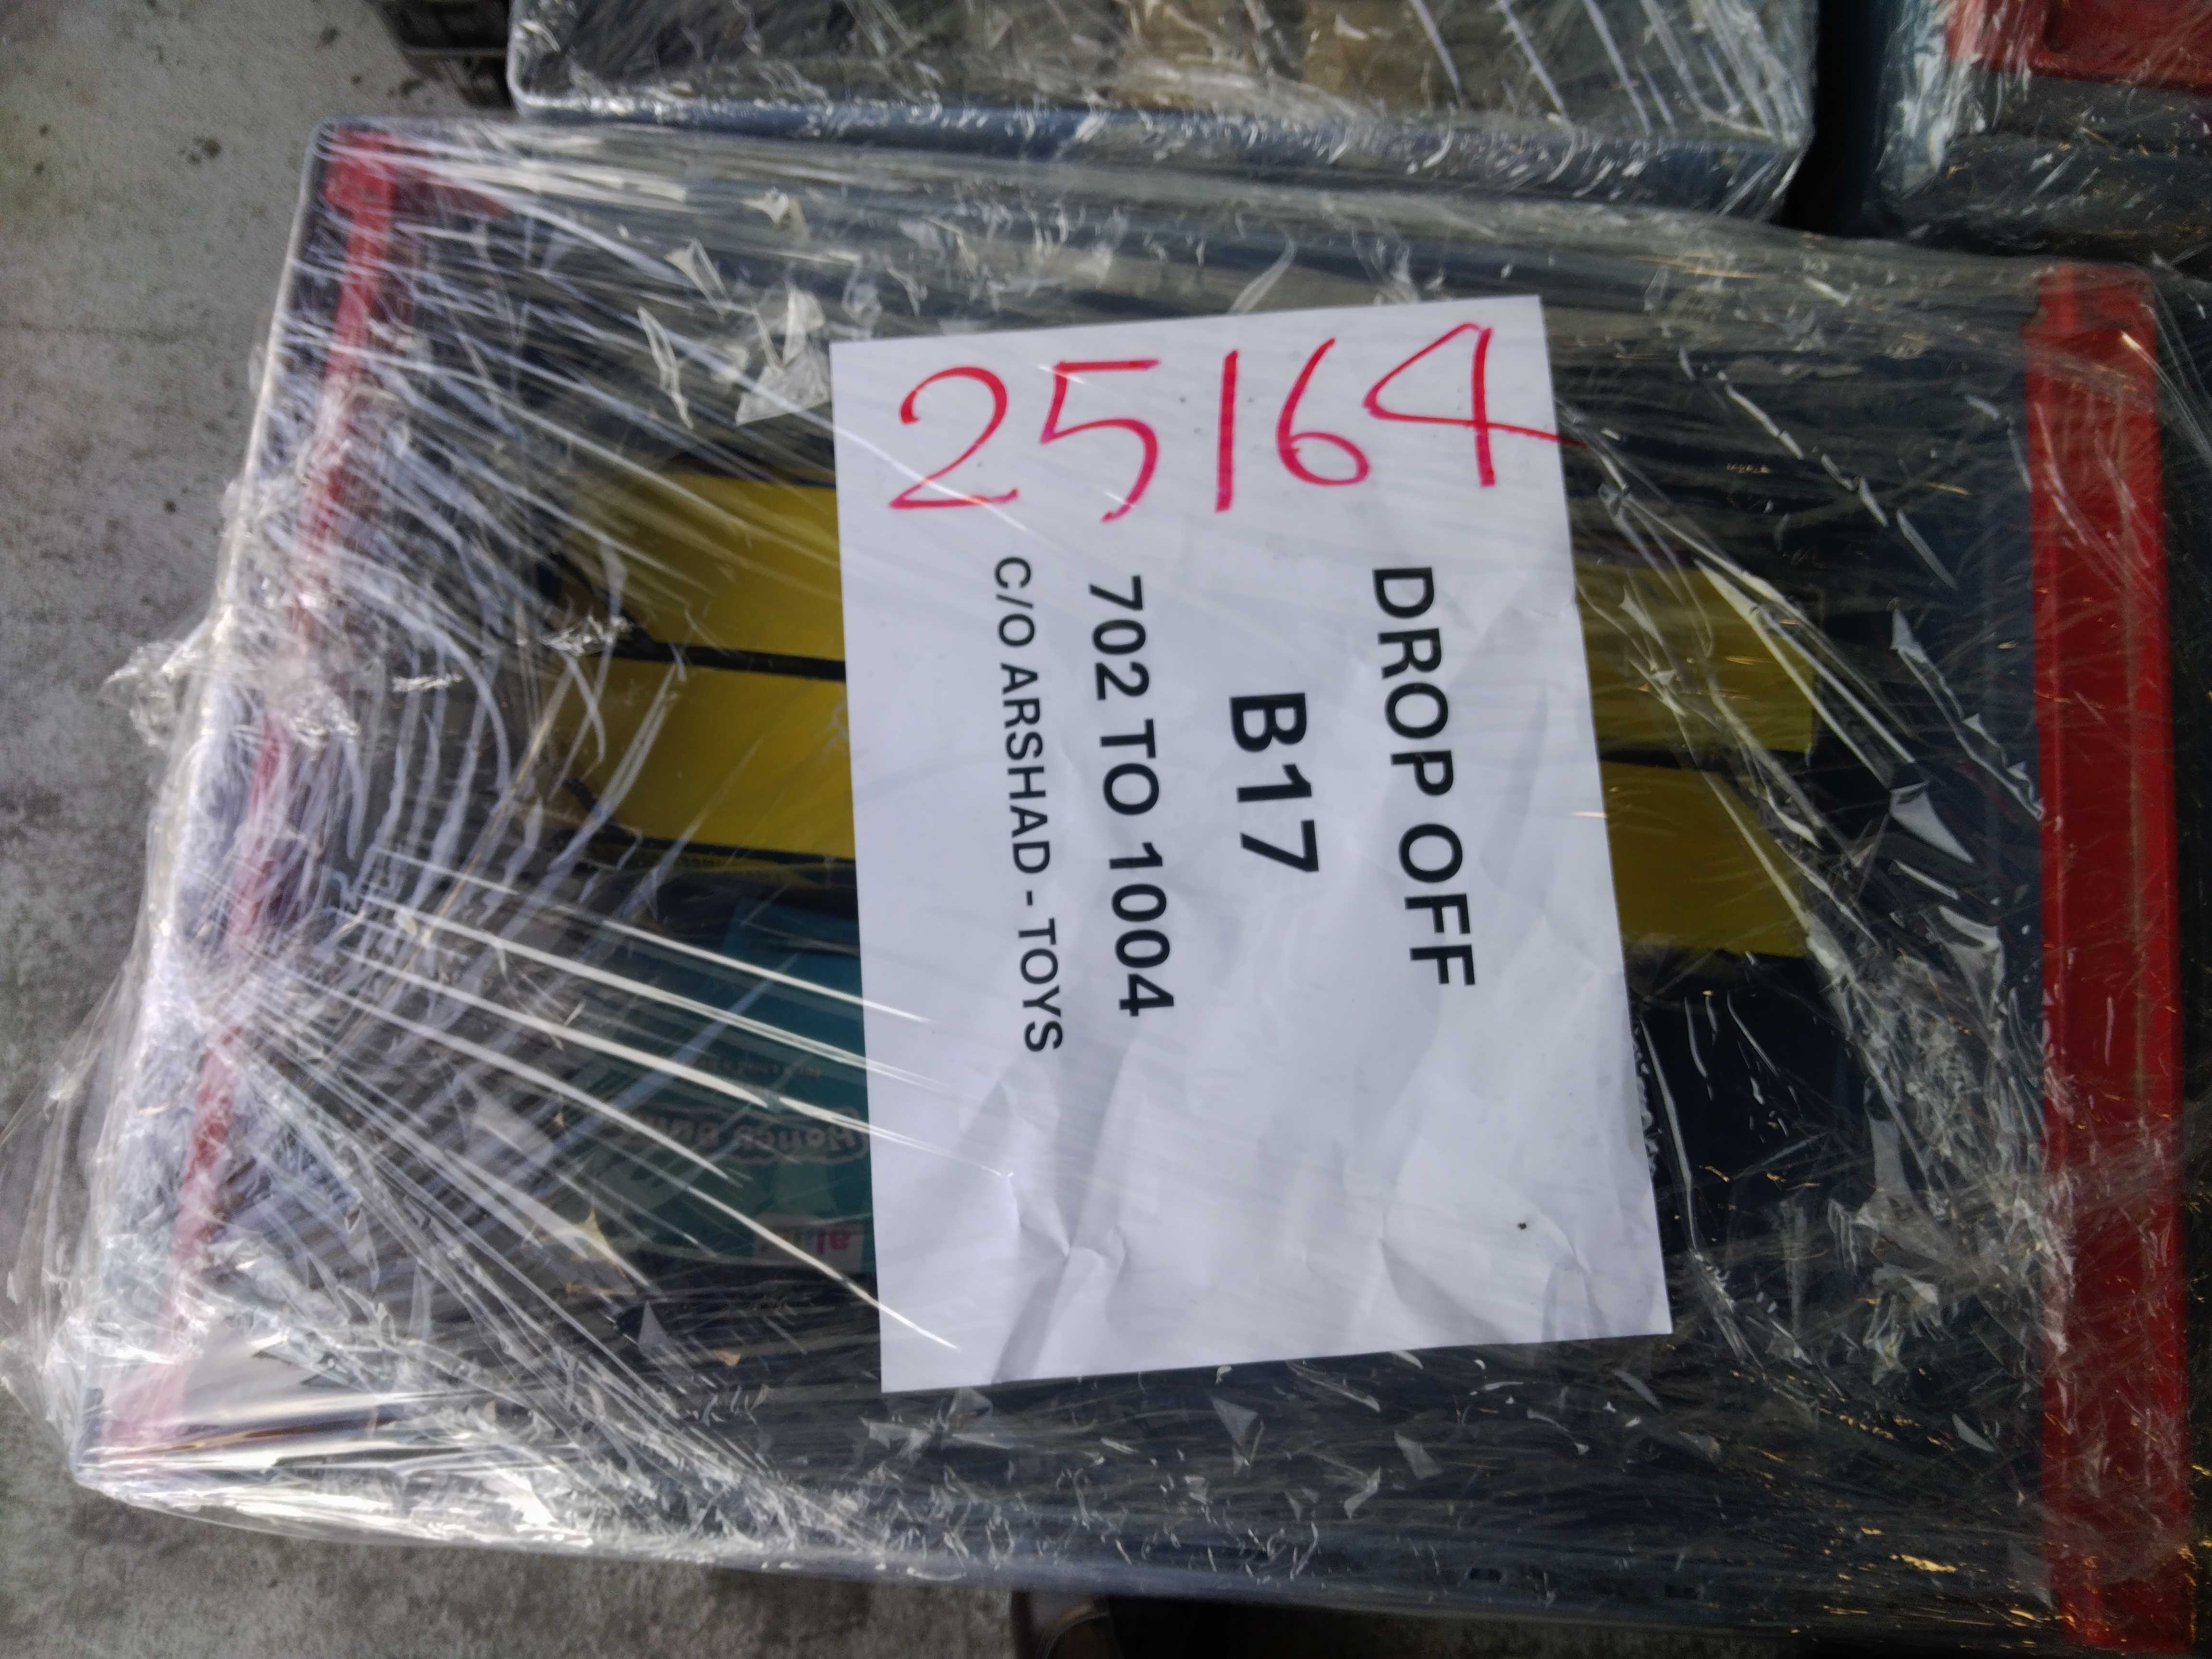 25164
DROP OFF
B17
702 TO 1004
C/O ARSHAD - TOYS